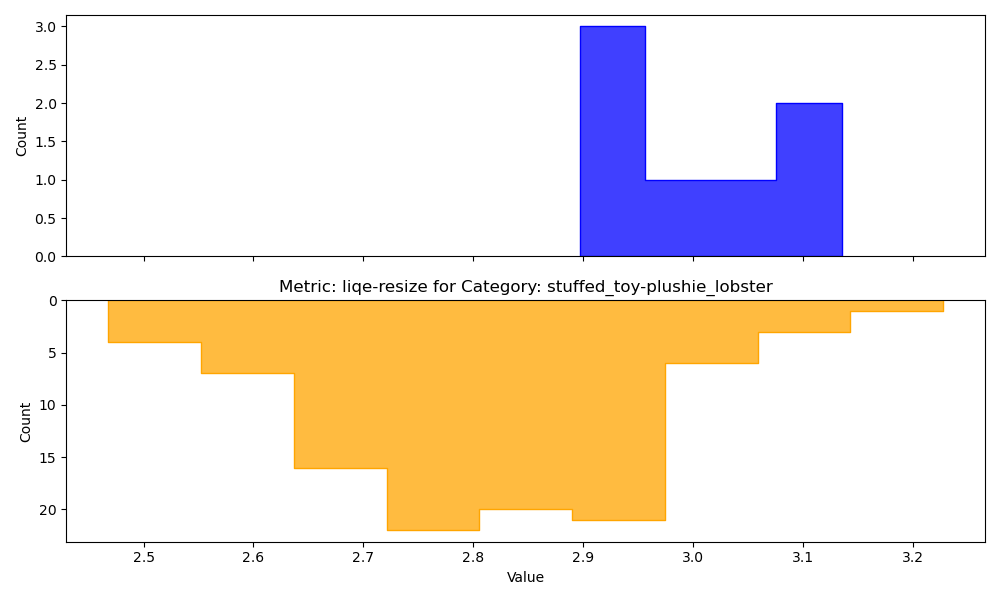 3.0
2.5
2.0
1.5
1.0
0.5
0.0
Count
Metric: liqe-resize for Category: stuffed_toy-plushie_lobster
0
5
10
15
20
Count
2.5 2.6 2.7 2.8 2.9 3.0 3.1 3.2
Value